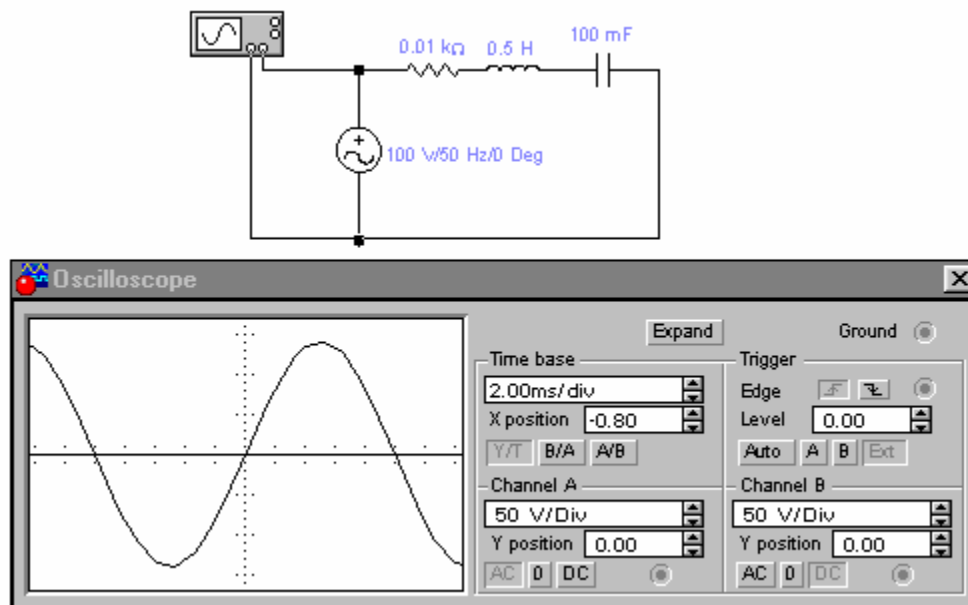 0.01 kΩ 0.5 H 100 mF
100 V/50 Hz/0 Deg
Oscilloscope
Expand Ground
Time base Trigger
2.00ms/div Edge
X position -0.80 Level 0.00
Y/T B/A A/B Auto A B Ext
Channel A Channel B
50 V/Div 50 V/Div
Y position 0.00 Y position 0.00
AC 0 DC AC 0 DC